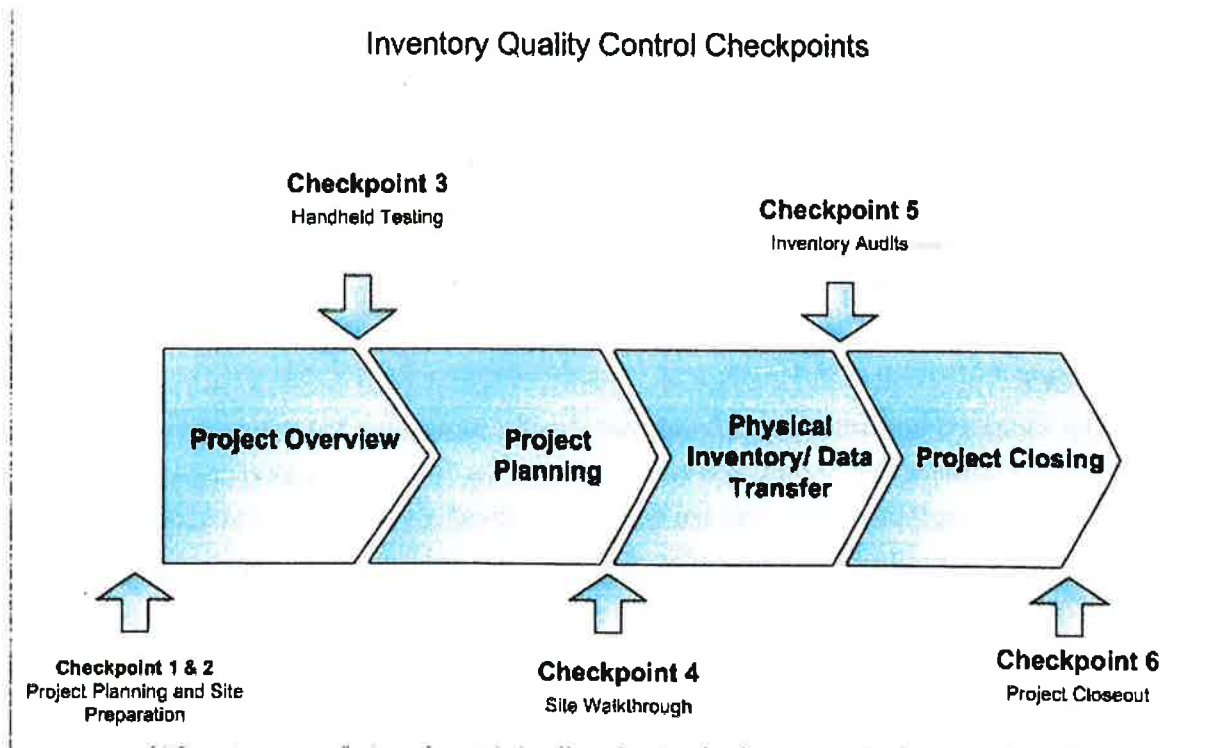 Inventory Quality Control Checkpoints
Checkpoint 3
Handheld Testing
Checkpoint 5
Inventory Audits
Project Overview
Project
Planning
Physical
Inventory/ Data
Transfer
Project Closing
Checkpoint 1 & 2
Project Planning and Site
Preparation
Checkpoint 4
Site Walkthrough
Checkpoint 6
Project Closeout